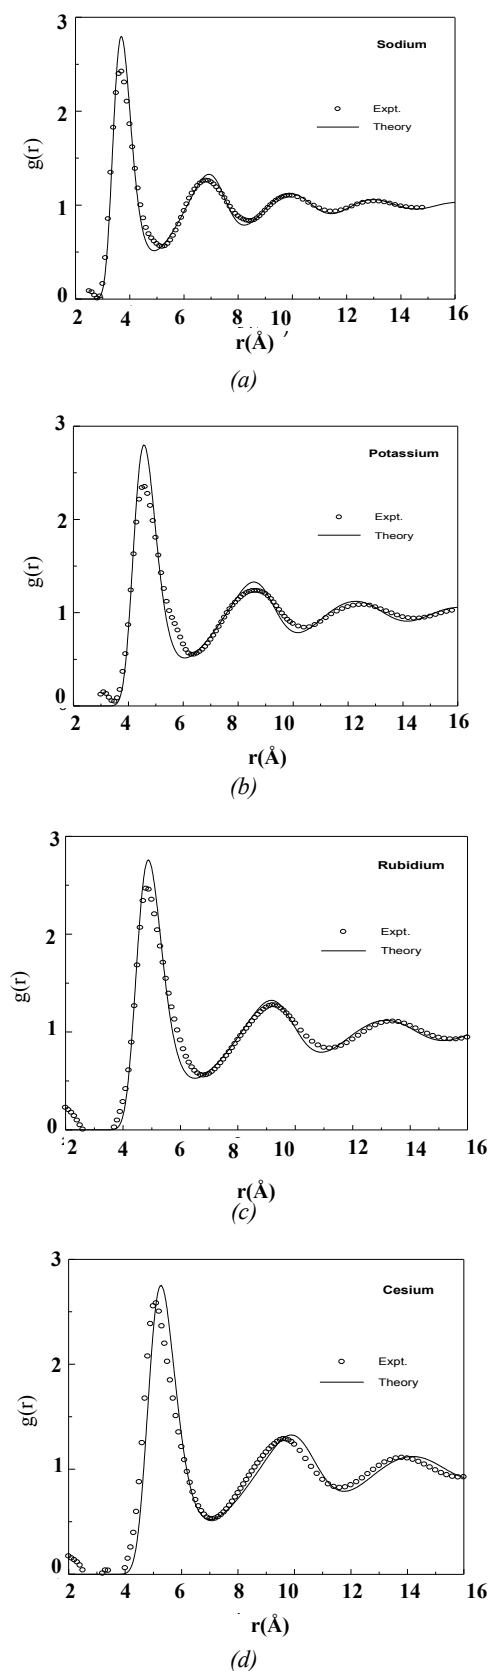 3
Sodium
2
Expt.
Theory
g(r)
1
0
2 4 6 8 10 12 14 16
r(Å)
(a)
3
Potassium
2
Expt.
Theory
g(r)
1
0
2 4 6 8 10 12 14 16
r(Å)
(b)
3
Rubidium
2
Expt.
Theory
g(r)
1
0
4 6 8 10 12 14 16
r(Å)
(c)
3
Cesium
2
Expt.
Theory
g(r)
1
0
2 4 6 8 10 12 14 16
r(Å)
(d)